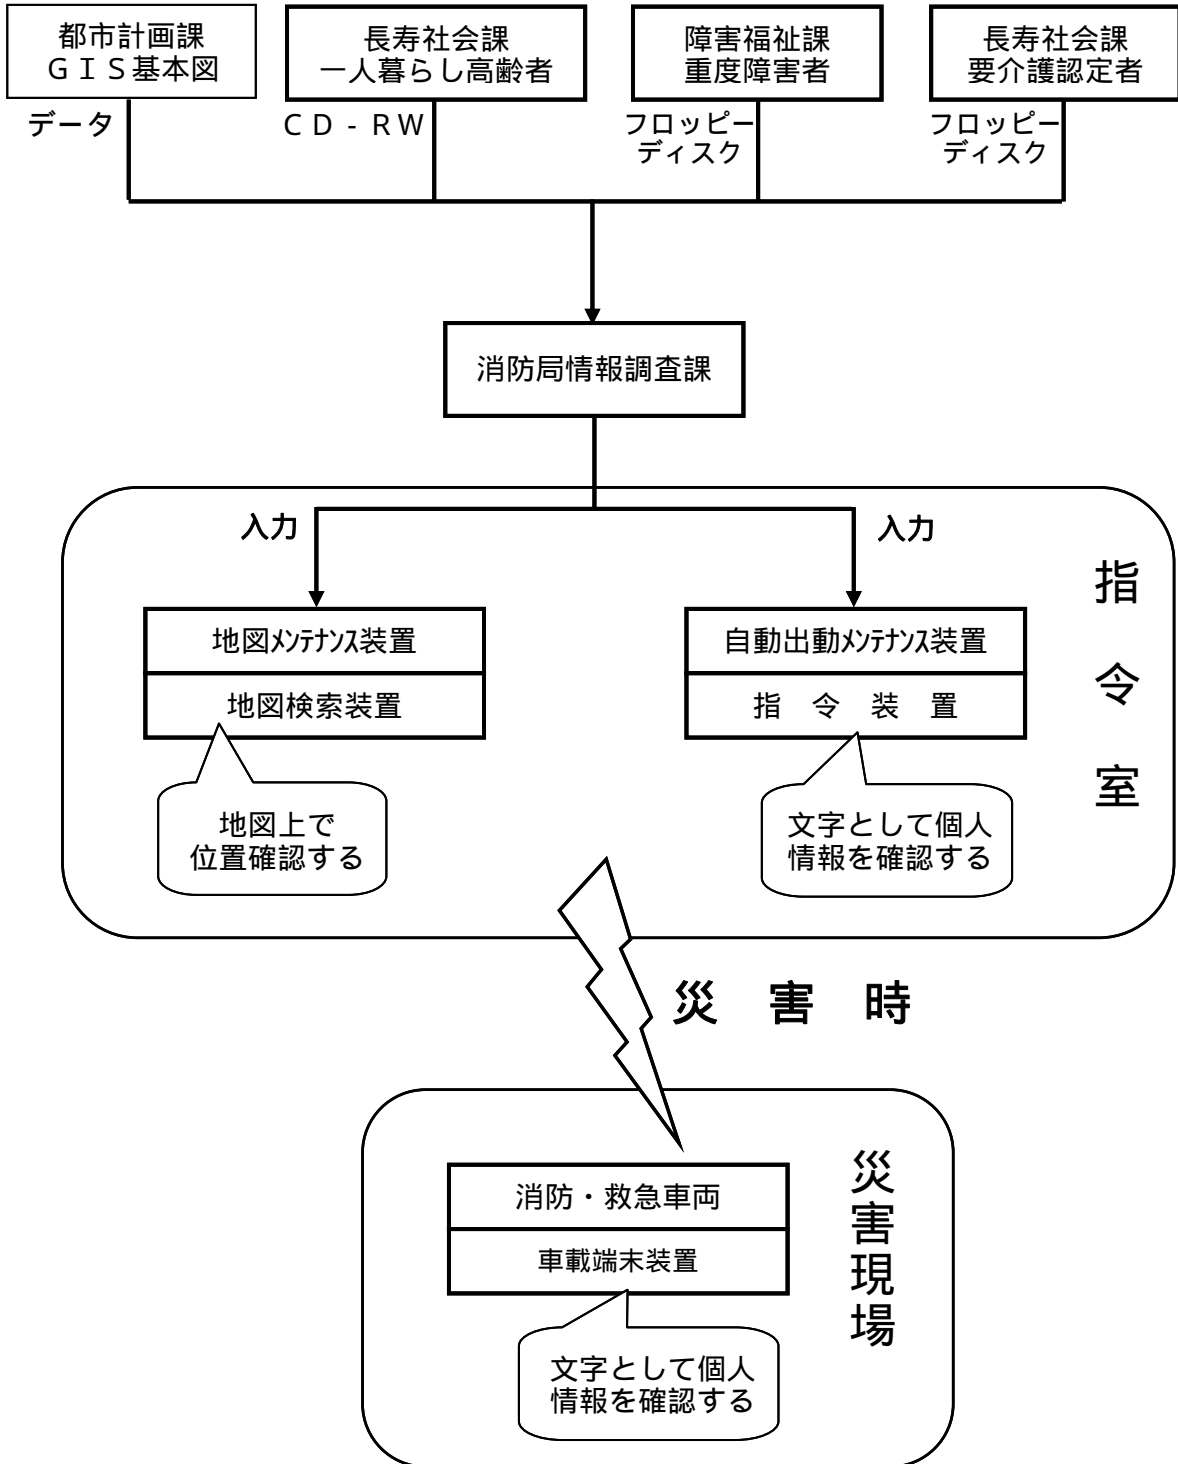 都市計画課
ＧＩＳ基本図
長寿社会課
一人暮らし高齢者
障害福祉課
重度障害者
長寿社会課
要介護認定者
データ
ＣＤ-ＲＷ
フロッピー
ディスク
フロッピー
ディスク
消防局情報調査課
入力
入力
指令室
地図ﾒﾝﾃﾅﾝｽ装置
地図検索装置
自動出動ﾒﾝﾃﾅﾝｽ装置
指　令　装　置
地図上で
位置確認する
文字として個人
情報を確認する
災　害　時
消防・救急車両
車載端末装置
災害現場
文字として個人
情報を確認する